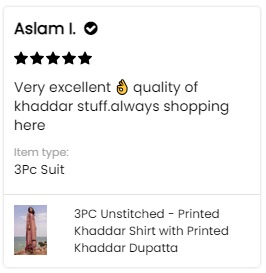 Aslam I.
Very excellent 👌 quality of
khaddar stuff.always shopping
here
Item type:
3Pc Suit
3PC Unstitched - Printed
Khaddar Shirt with Printed
Khaddar Dupatta